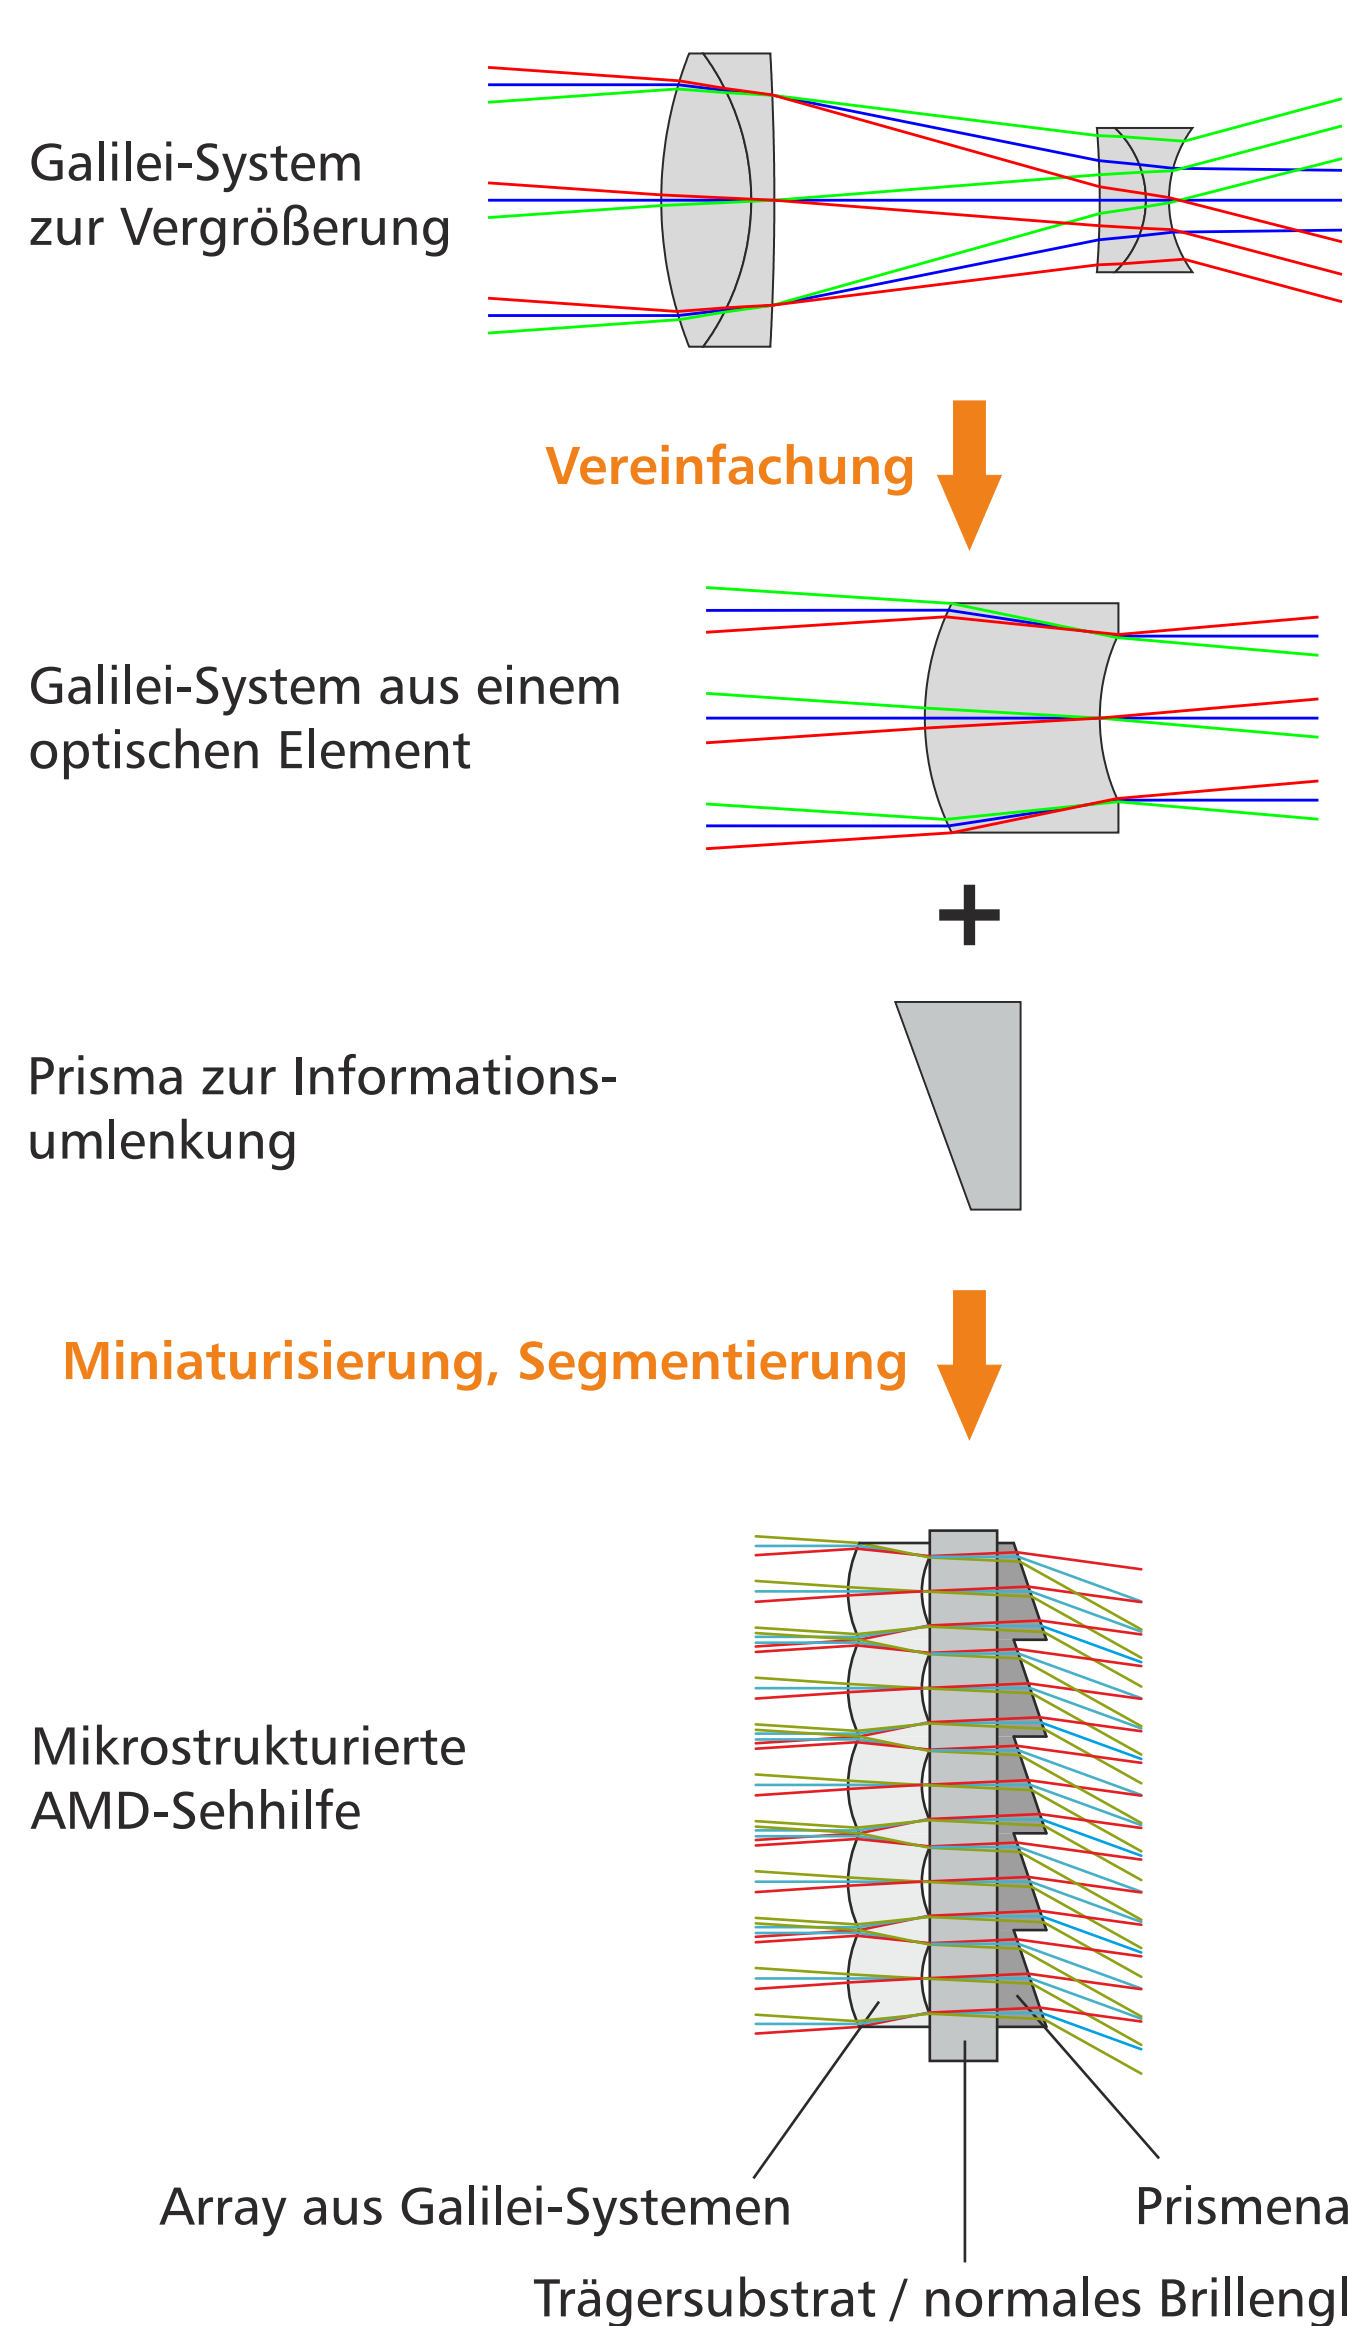 Galilei-System
zur Vergrößerung
Vereinfachung
Galilei-System aus einem
optischen Element
+
Prisma zur Informations-
umlenkung
Miniaturisierung, Segmentierung
Mikrostrukturierte
AMD-Sehhilfe
Array aus Galilei-Systemen
Prismena
Trägersubstrat / normales Brillengl